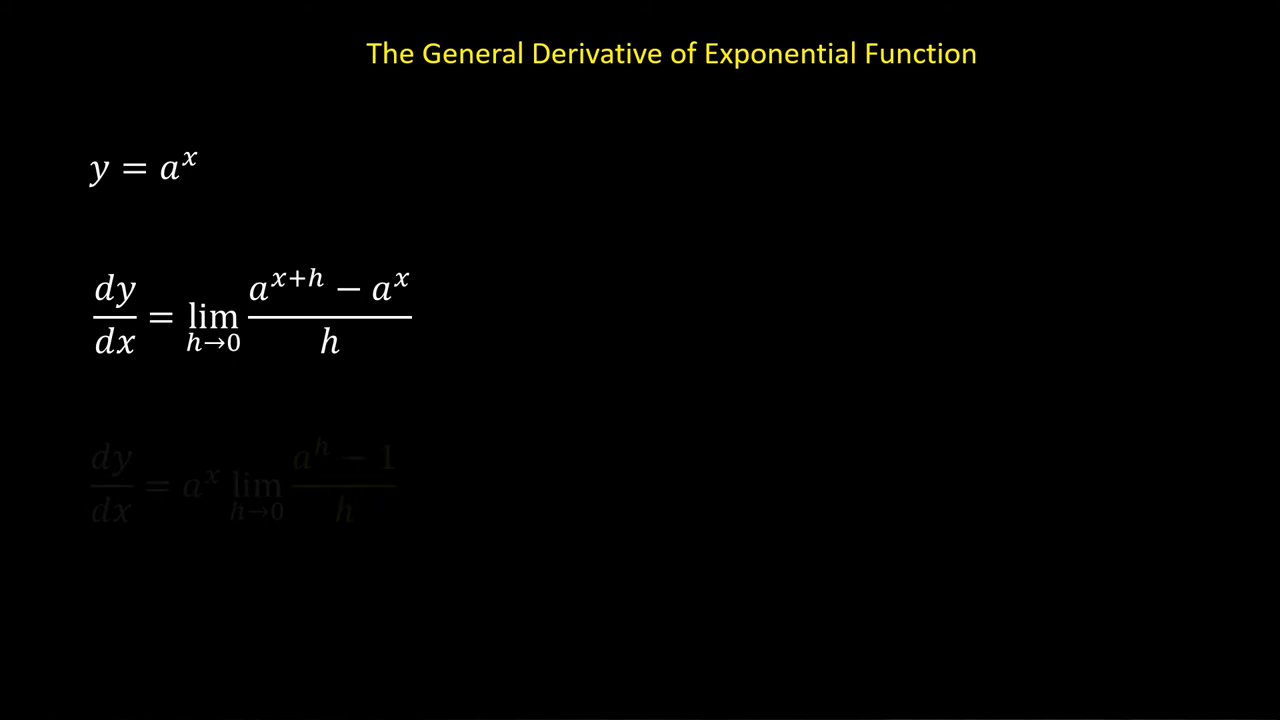 The General Derivative of Exponential Function
y = a^x
dy/dx = lim_{h→0} (a^{x+h} − a^x)/h
dy/dx = a^x lim_{h→0} (a^h − 1)/h